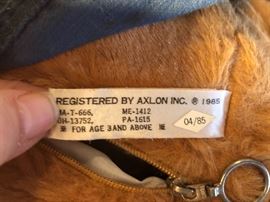 REGISTERED BY AXLON INC. ® 1985
MA-T-666, ME-1412
OH-13752, PA-1615
※ FOR AGE 3 AND ABOVE ※
04/85